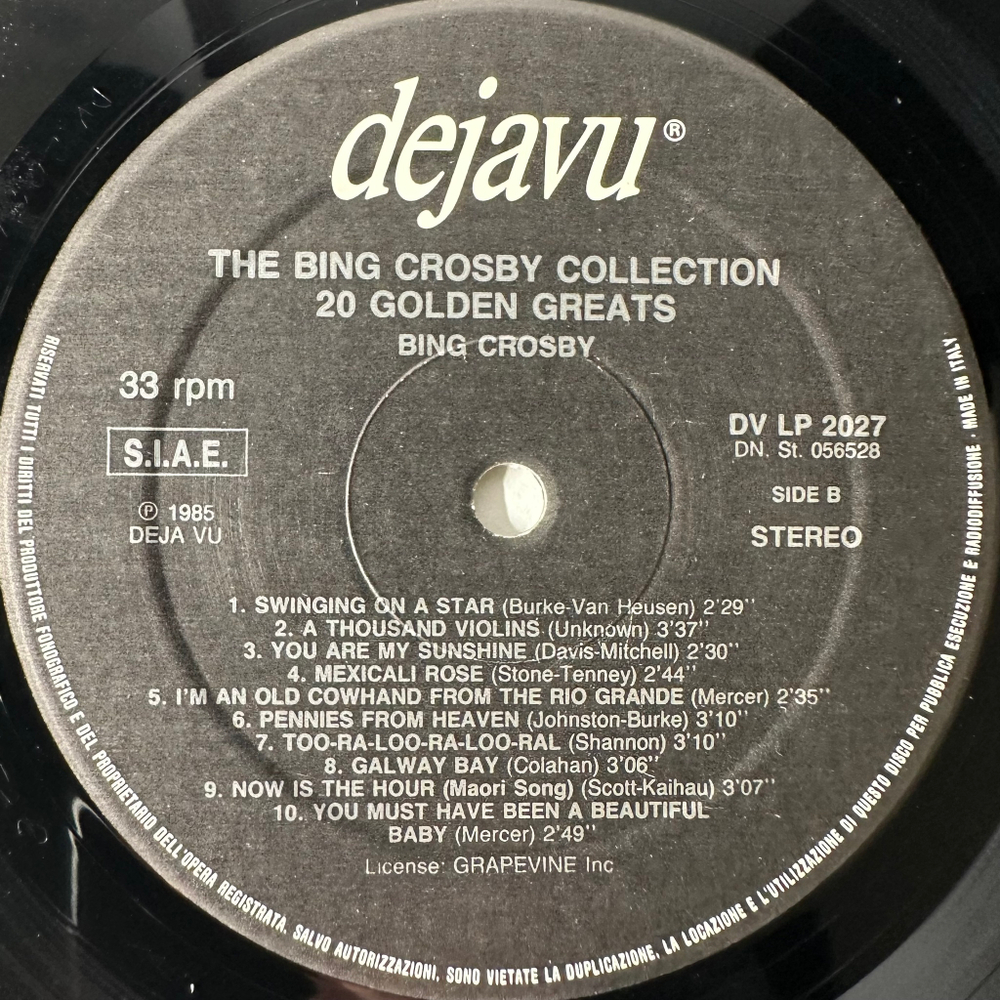 dejavu®
THE BING CROSBY COLLECTION
20 GOLDEN GREATS
BING CROSBY
33 rpm
S.I.A.E.
℗ 1985
DEJA VU
DV LP 2027
DN. St. 056528
SIDE B
STEREO
1. SWINGING ON A STAR (Burke-Van Heusen) 2'29''
2. A THOUSAND VIOLINS (Unknown) 3'37''
3. YOU ARE MY SUNSHINE (Davis-Mitchell) 2'30''
4. MEXICALI ROSE (Stone-Tenney) 2'44''
5. I'M AN OLD COWHAND FROM THE RIO GRANDE (Mercer) 2'35''
6. PENNIES FROM HEAVEN (Johnston-Burke) 3'10''
7. TOO-RA-LOO-RA-LOO-RAL (Shannon) 3'10''
8. GALWAY BAY (Colahan) 3'06''
9. NOW IS THE HOUR (Maori Song) (Scott-Kaihau) 3'07''
10. YOU MUST HAVE BEEN A BEAUTIFUL
BABY (Mercer) 2'49''
License: GRAPEVINE Inc
RISERVATI TUTTI I DIRITTI DEL PRODUTTORE FONOGRAFICO E DEL PROPRIETARIO DELL'OPERA REGISTRATA. SALVO AUTORIZZAZIONI, SONO VIETATE LA DUPLICAZIONE, LA LOCAZIONE E L'UTILIZZAZIONE DI QUESTO DISCO PER PUBBLICA ESECUZIONE E RADIODIFFUSIONE · MADE IN ITALY